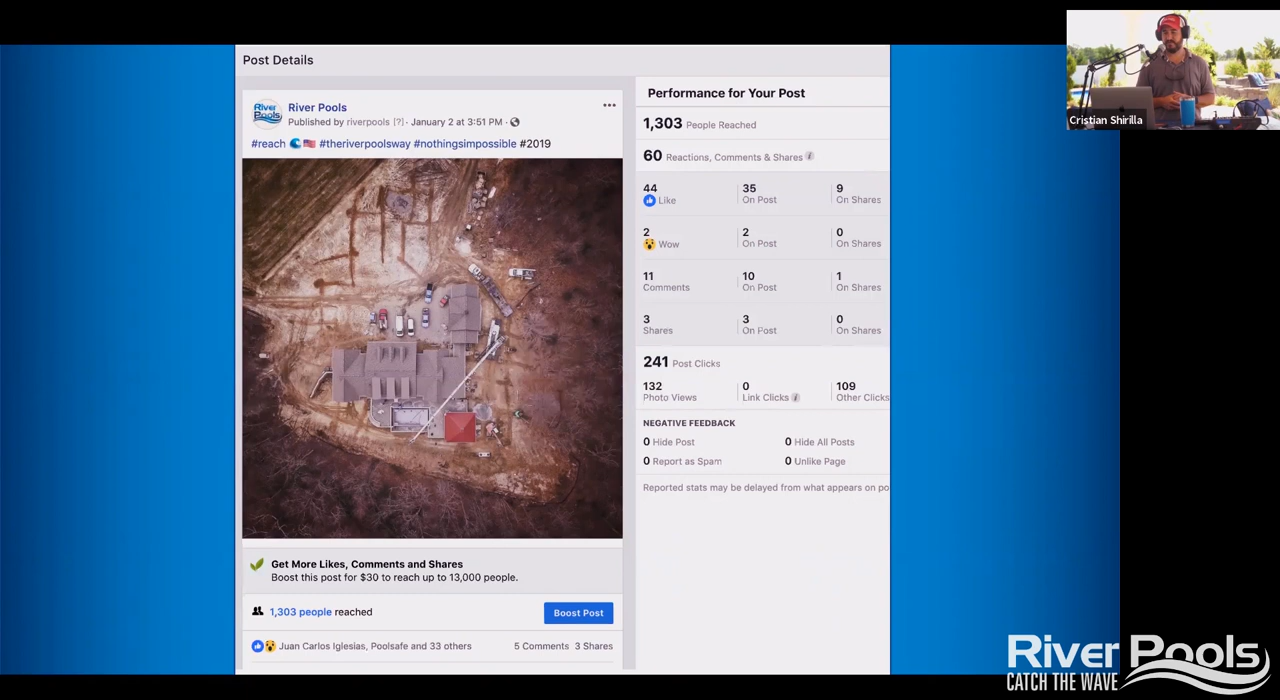 Post Details
River Pools
River Pools
Published by riverpools [?] · January 2 at 3:51 PM ·
#reach 🌊🇺🇸 #theriverpoolsway #nothingsimpossible #2019
Get More Likes, Comments and Shares
Boost this post for $30 to reach up to 13,000 people.
1,303 people reached
Boost Post
Juan Carlos Iglesias, Poolsafe and 33 others
5 Comments 3 Shares
Performance for Your Post
1,303 People Reached
60 Reactions, Comments & Shares
44 35 9
Like On Post On Shares
2 2 0
Wow On Post On Shares
11 10 1
Comments On Post On Shares
3 3 0
Shares On Post On Shares
241 Post Clicks
132 0 109
Photo Views Link Clicks Other Clicks
NEGATIVE FEEDBACK
0 Hide Post 0 Hide All Posts
0 Report as Spam 0 Unlike Page
Reported stats may be delayed from what appears on po
Cristian Shirilla
River Pools
CATCH THE WAVE